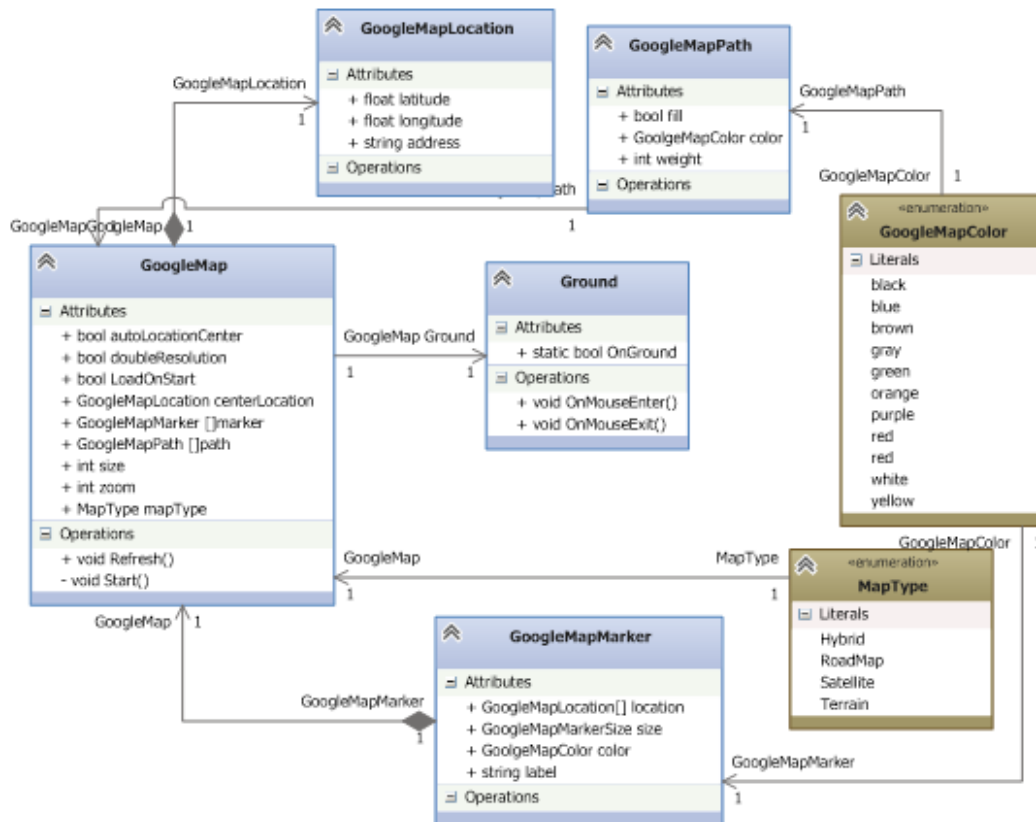 GoogleMapLocation
Attributes
+ float latitude
+ float longitude
+ string address
Operations
GoogleMapPath
Attributes
+ bool fill
+ GoolgeMapColor color
+ int weight
Operations
GoogleMapLocation
1
GoogleMapPath
1
GoogleMapColor
1
1
1
«enumeration»
GoogleMapColor
Literals
black
blue
brown
gray
green
orange
purple
red
red
white
yellow
GoogleMap
Attributes
+ bool autoLocationCenter
+ bool doubleResolution
+ bool LoadOnStart
+ GoogleMapLocation centerLocation
+ GoogleMapMarker []marker
+ GoogleMapPath []path
+ int size
+ int zoom
+ MapType mapType
Operations
+ void Refresh()
- void Start()
GoogleMap Ground
1
1
Ground
Attributes
+ static bool OnGround
Operations
+ void OnMouseEnter()
+ void OnMouseExit()
GoogleMapColor
GoogleMap
1
MapType
1
«enumeration»
MapType
Literals
Hybrid
RoadMap
Satellite
Terrain
GoogleMap
1
GoogleMapMarker
1
GoogleMapMarker
Attributes
+ GoogleMapLocation[] location
+ GoogleMapMarkerSize size
+ GoolgeMapColor color
+ string label
Operations
GoogleMapMarker
1